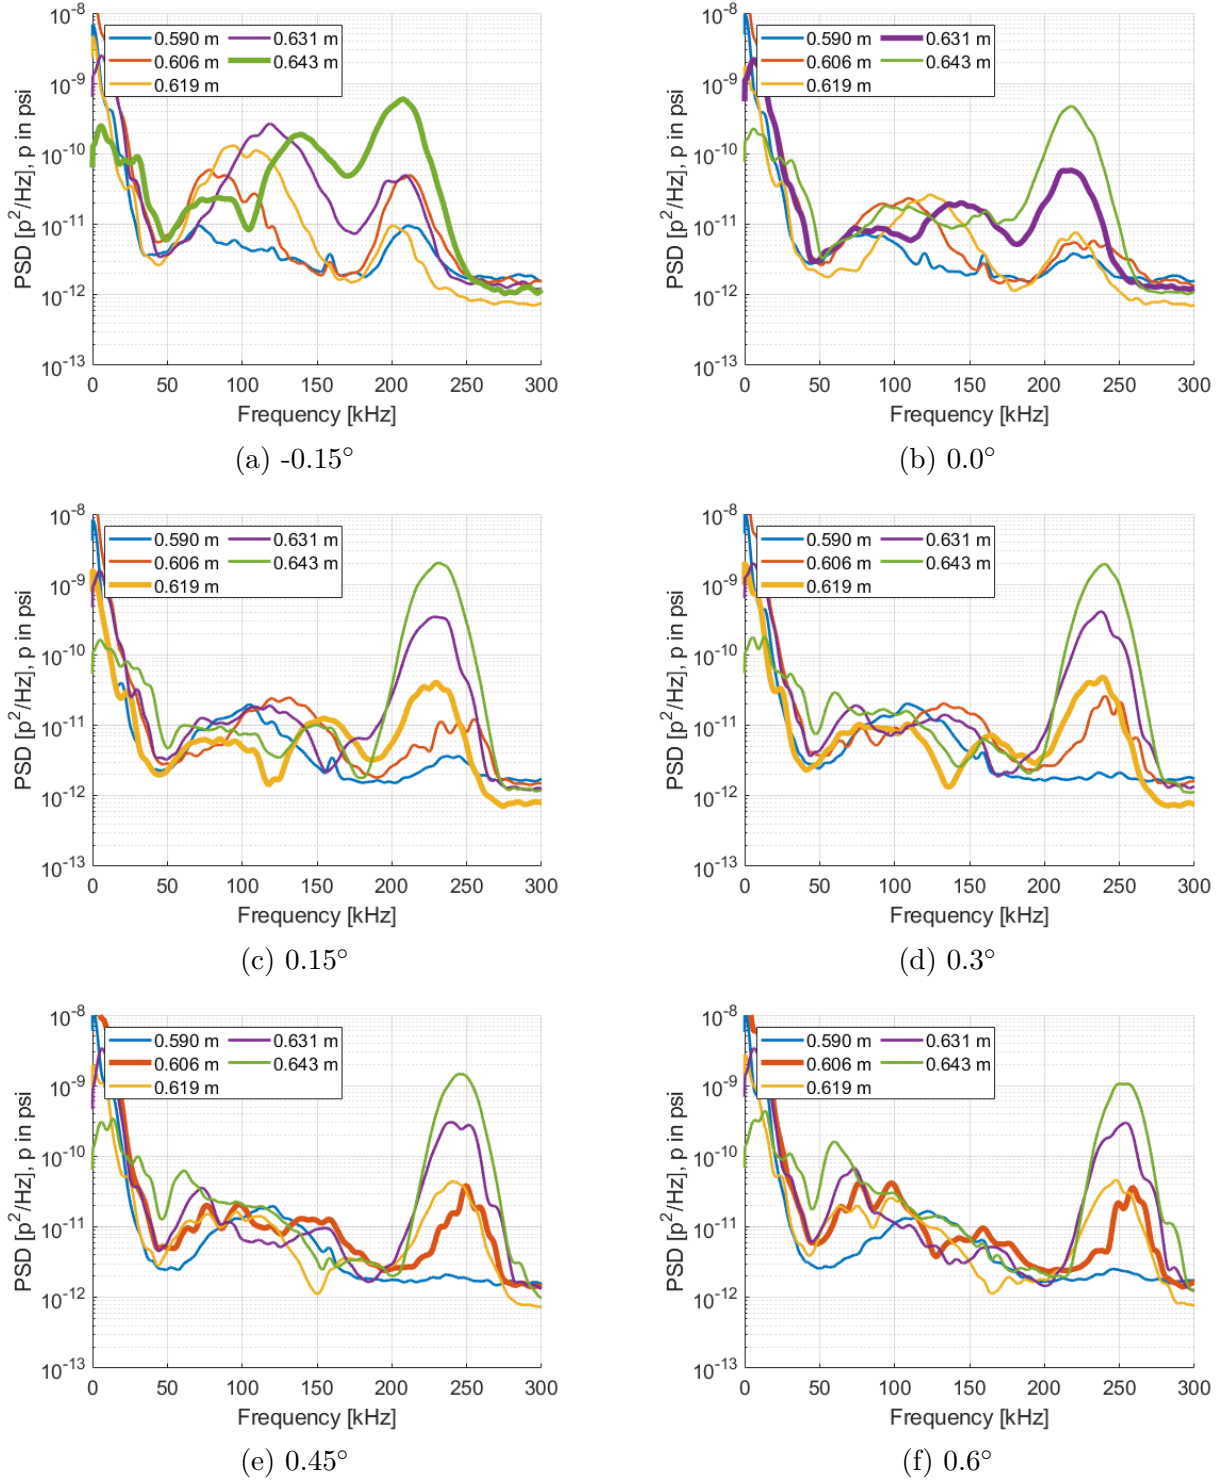 10^-8
10^-9
10^-10
10^-11
10^-12
10^-13
PSD [p^2/Hz], p in psi
0.590 m 0.631 m
0.606 m 0.643 m
0.619 m
0 50 100 150 200 250 300
Frequency [kHz]
(a) -0.15°
10^-8
10^-9
10^-10
10^-11
10^-12
10^-13
PSD [p^2/Hz], p in psi
0.590 m 0.631 m
0.606 m 0.643 m
0.619 m
0 50 100 150 200 250 300
Frequency [kHz]
(b) 0.0°
10^-8
10^-9
10^-10
10^-11
10^-12
10^-13
PSD [p^2/Hz], p in psi
0.590 m 0.631 m
0.606 m 0.643 m
0.619 m
0 50 100 150 200 250 300
Frequency [kHz]
(c) 0.15°
10^-8
10^-9
10^-10
10^-11
10^-12
10^-13
PSD [p^2/Hz], p in psi
0.590 m 0.631 m
0.606 m 0.643 m
0.619 m
0 50 100 150 200 250 300
Frequency [kHz]
(d) 0.3°
10^-8
10^-9
10^-10
10^-11
10^-12
10^-13
PSD [p^2/Hz], p in psi
0.590 m 0.631 m
0.606 m 0.643 m
0.619 m
0 50 100 150 200 250 300
Frequency [kHz]
(e) 0.45°
10^-8
10^-9
10^-10
10^-11
10^-12
10^-13
PSD [p^2/Hz], p in psi
0.590 m 0.631 m
0.606 m 0.643 m
0.619 m
0 50 100 150 200 250 300
Frequency [kHz]
(f) 0.6°